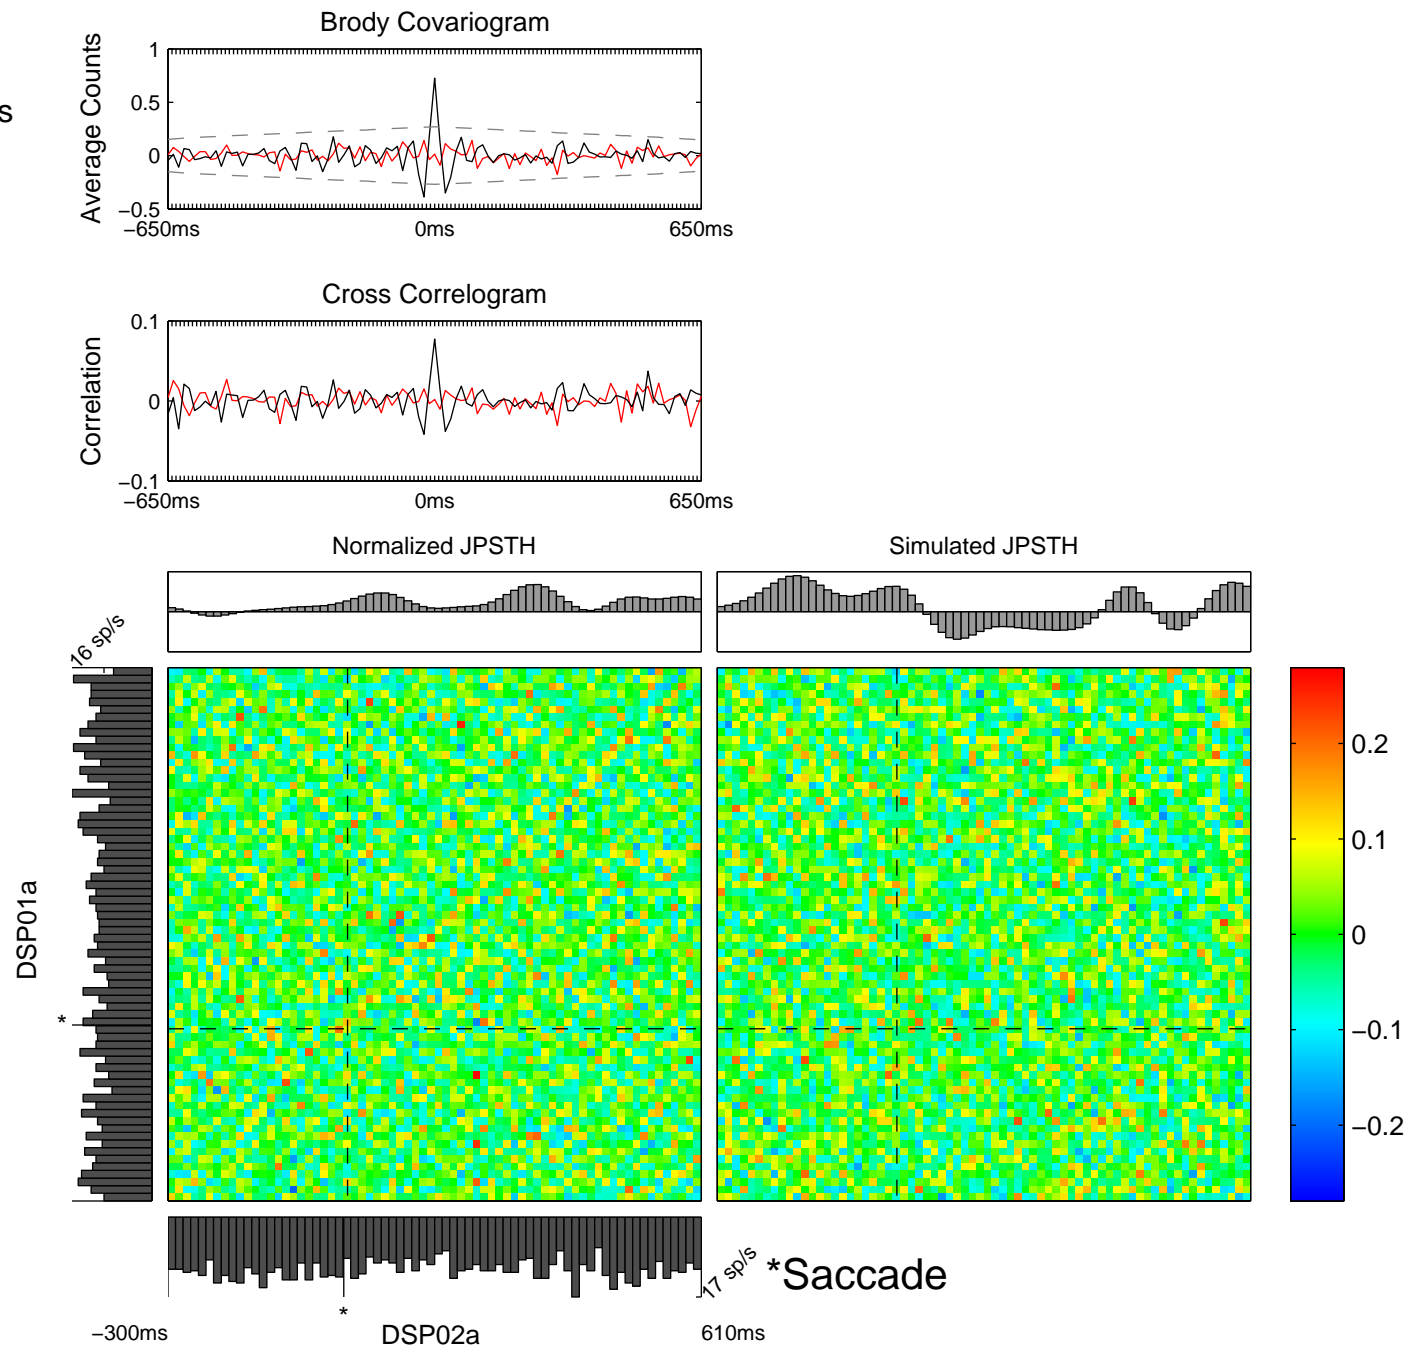 Brody Covariogram
s
Average Counts
1
0.5
0
−0.5
−650ms
0ms
650ms
Cross Correlogram
Correlation
0.1
0
−0.1
−650ms
0ms
650ms
Normalized JPSTH
Simulated JPSTH
16 sp/s
DSP01a
*
0.2
0.1
0
−0.1
−0.2
17 sp/s
*Saccade
*
−300ms
DSP02a
610ms